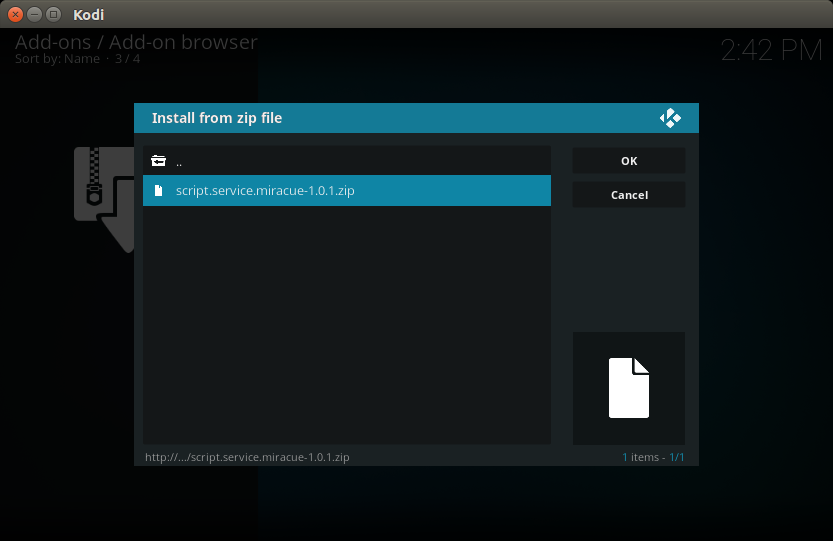 Kodi
Add-ons / Add-on browser
Sort by: Name · 3 / 4
2:42 PM
Install from zip file
..
script.service.miracue-1.0.1.zip
OK
Cancel
http://.../script.service.miracue-1.0.1.zip
1 items - 1/1